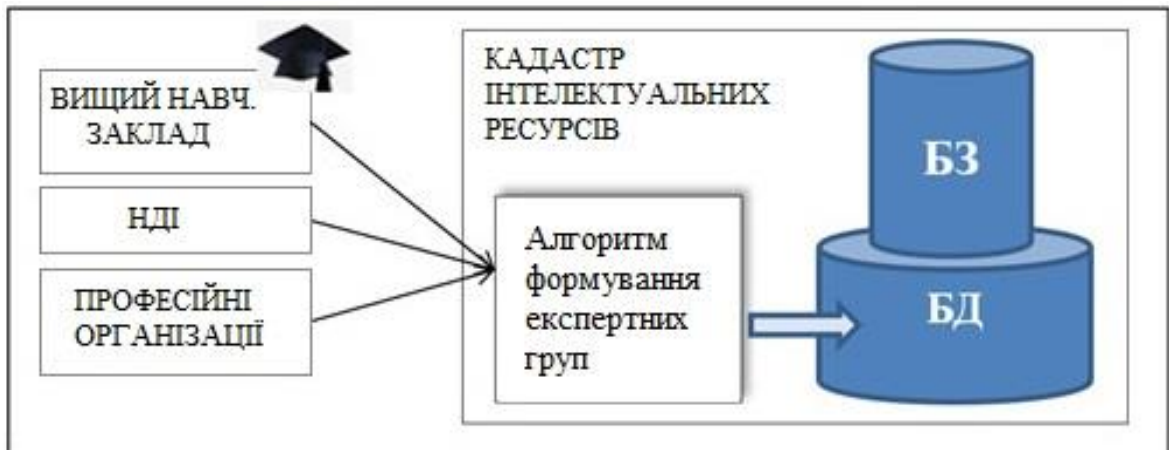 ВИЩИЙ НАВЧ.
ЗАКЛАД
НДІ
ПРОФЕСІЙНІ
ОРГАНІЗАЦІЇ
КАДАСТР
ІНТЕЛЕКТУАЛЬНИХ
РЕСУРСІВ
Алгоритм
формування
експертних
груп
БЗ
БД